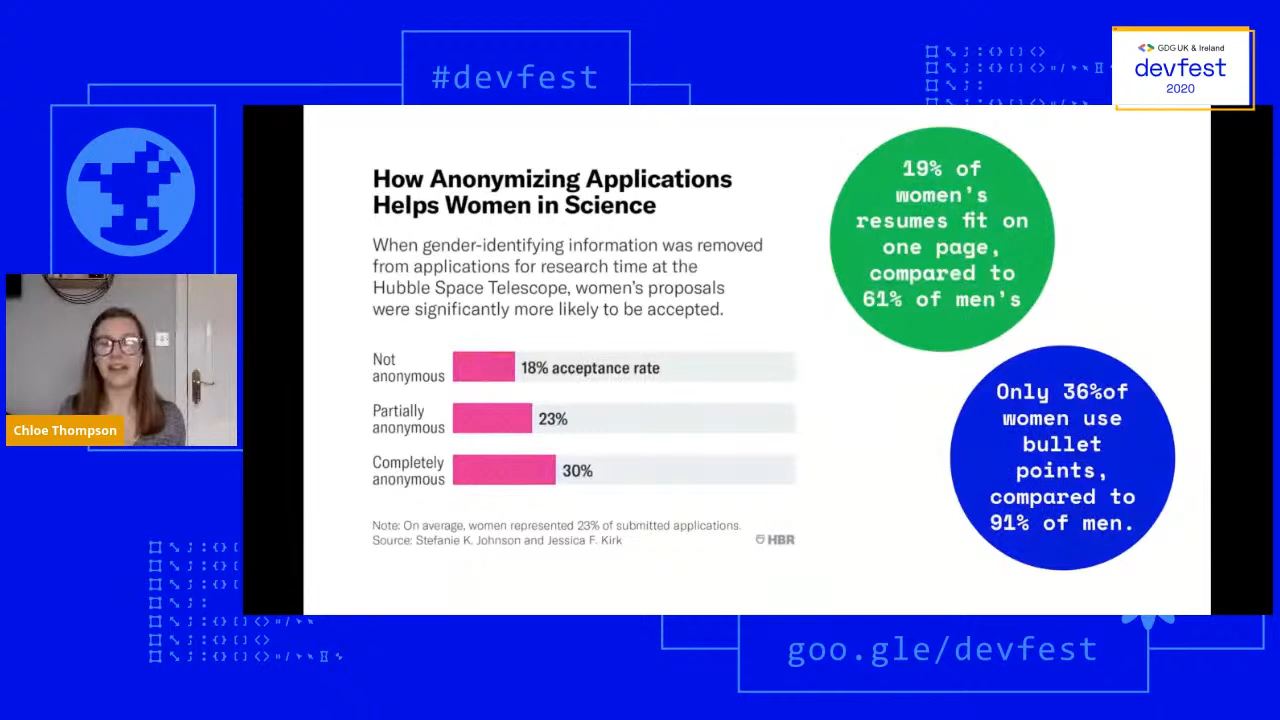 #devfest
GDG UK & Ireland
devfest
2020
How Anonymizing Applications
Helps Women in Science
When gender-identifying information was removed
from applications for research time at the
Hubble Space Telescope, women's proposals
were significantly more likely to be accepted.
Not
anonymous
18% acceptance rate
Partially
anonymous
23%
Completely
anonymous
30%
Note: On average, women represented 23% of submitted applications.
Source: Stefanie K. Johnson and Jessica F. Kirk
HBR
19% of
women's
resumes fit on
one page,
compared to
61% of men's
Only 36%of
women use
bullet
points,
compared to
91% of men.
Chloe Thompson
goo.gle/devfest